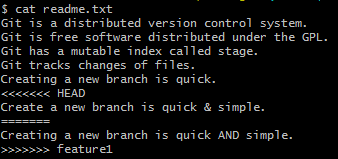 $ cat readme.txt
Git is a distributed version control system.
Git is free software distributed under the GPL.
Git has a mutable index called stage.
Git tracks changes of files.
Creating a new branch is quick.
<<<<<<< HEAD
Create a new branch is quick & simple.
=======
Creating a new branch is quick AND simple.
>>>>>>> feature1